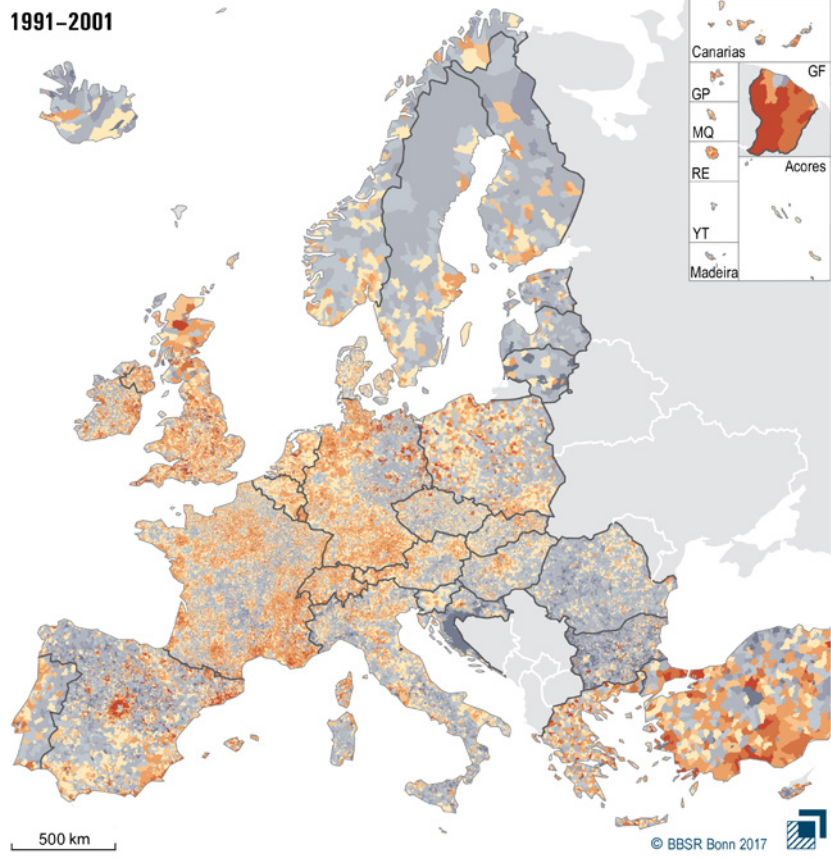 1991–2001
Canarias
GP
GF
MQ
RE
Acores
YT
Madeira
500 km
© BBSR Bonn 2017